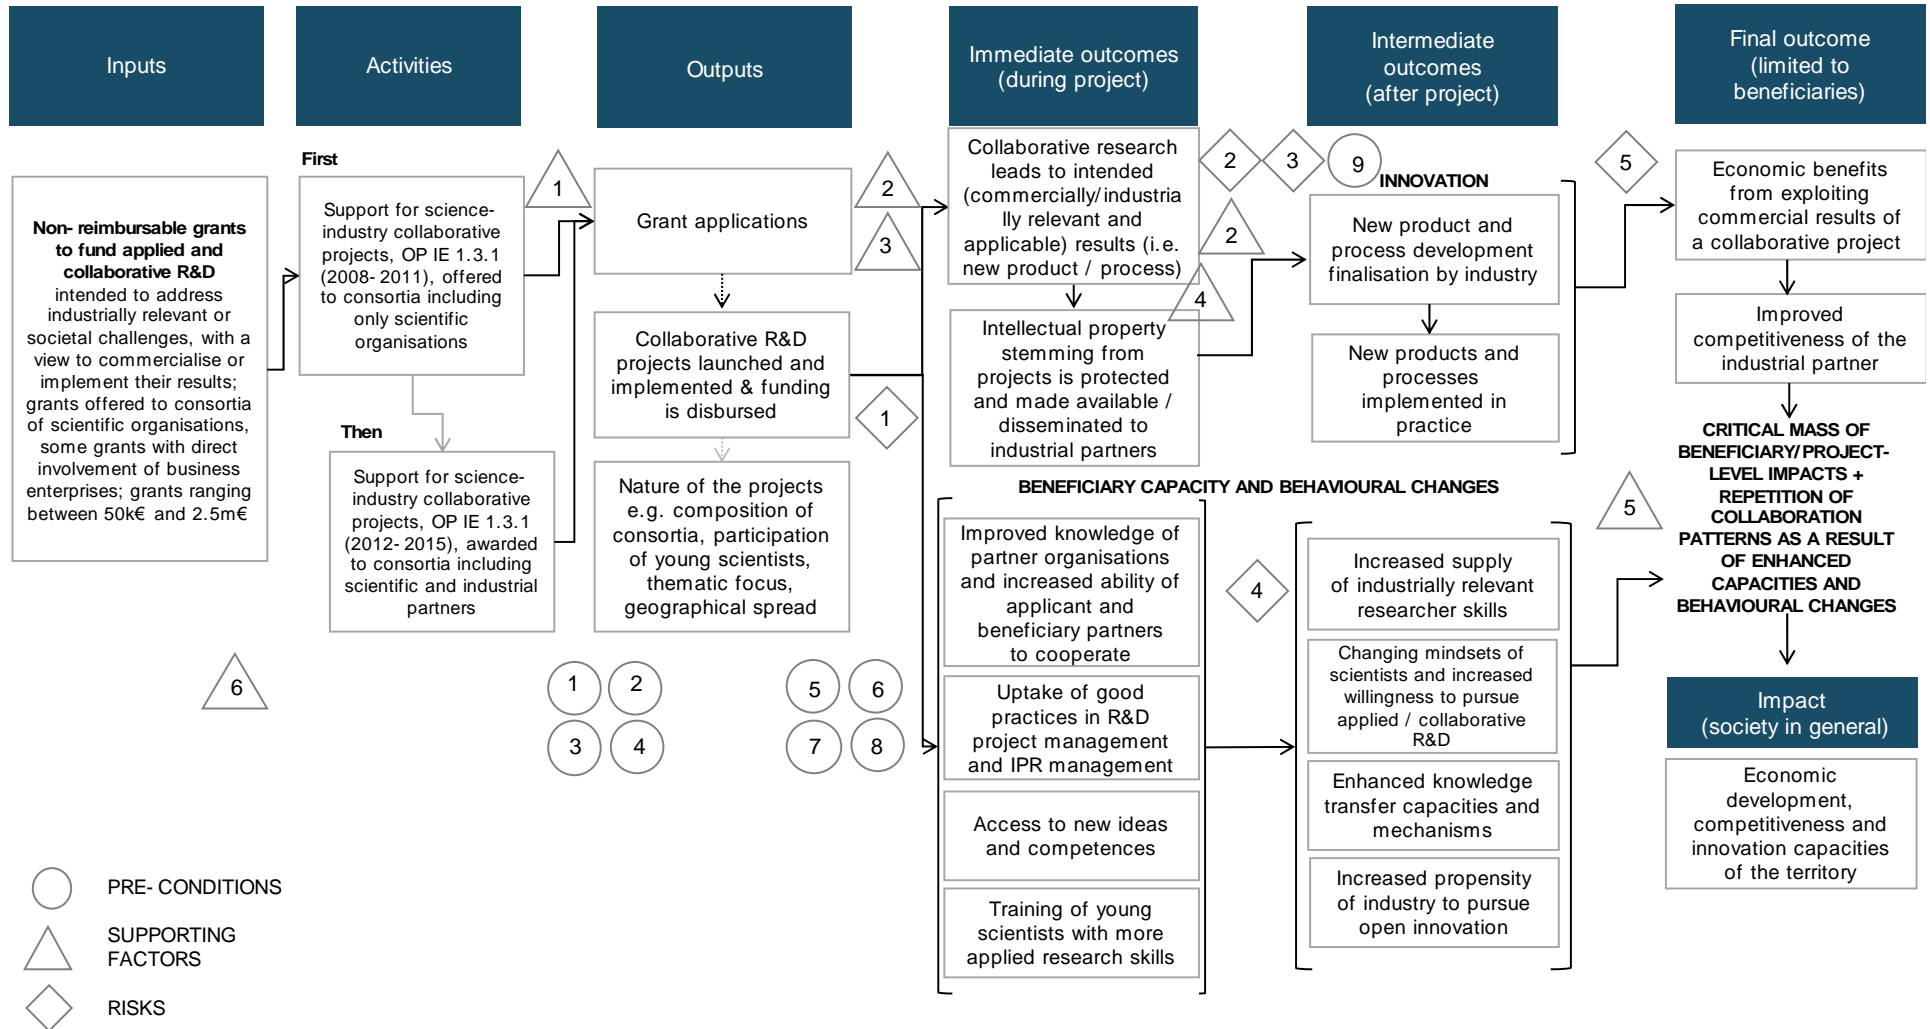 Inputs
Activities
Outputs
Immediate outcomes
(during project)
Intermediate
outcomes
(after project)
Final outcome
(limited to
beneficiaries)
Non- reimbursable grants
to fund applied and
collaborative R&D
intended to address
industrially relevant or
societal challenges, with a
view to commercialise or
implement their results;
grants offered to consortia
of scientific organisations,
some grants with direct
involvement of business
enterprises; grants ranging
between 50k€ and 2.5m€
6
First
Support for science-
industry collaborative
projects, OP IE 1.3.1
(2008- 2011), offered
to consortia including
only scientific
organisations
Then
Support for science-
industry collaborative
projects, OP IE 1.3.1
(2012- 2015), awarded
to consortia including
scientific and industrial
partners
1
Grant applications
Collaborative R&D
projects launched and
implemented & funding
is disbursed
Nature of the projects
e.g. composition of
consortia, participation
of young scientists,
thematic focus,
geographical spread
1
2
3
4
5
6
7
8
2
3
1
Collaborative research
leads to intended
(commercially/industria
lly relevant and
applicable) results (i.e.
new product / process)
Intellectual property
stemming from
projects is protected
and made available /
disseminated to
industrial partners
2
3
9
2
4
INNOVATION
New product and
process development
finalisation by industry
New products and
processes
implemented in
practice
BENEFICIARY CAPACITY AND BEHAVIOURAL CHANGES
Improved knowledge of
partner organisations
and increased ability of
applicant and
beneficiary partners
to cooperate
Uptake of good
practices in R&D
project management
and IPR management
Access to new ideas
and competences
Training of young
scientists with more
applied research skills
4
Increased supply
of industrially relevant
researcher skills
Changing mindsets of
scientists and increased
willingness to pursue
applied / collaborative
R&D
Enhanced knowledge
transfer capacities and
mechanisms
Increased propensity
of industry to pursue
open innovation
5
5
Economic benefits
from exploiting
commercial results of
a collaborative project
Improved
competitiveness of the
industrial partner
CRITICAL MASS OF
BENEFICIARY/PROJECT-
LEVEL IMPACTS +
REPETITION OF
COLLABORATION
PATTERNS AS A RESULT
OF ENHANCED
CAPACITIES AND
BEHAVIOURAL CHANGES
Impact
(society in general)
Economic
development,
competitiveness and
innovation capacities
of the territory
PRE- CONDITIONS
SUPPORTING
FACTORS
RISKS